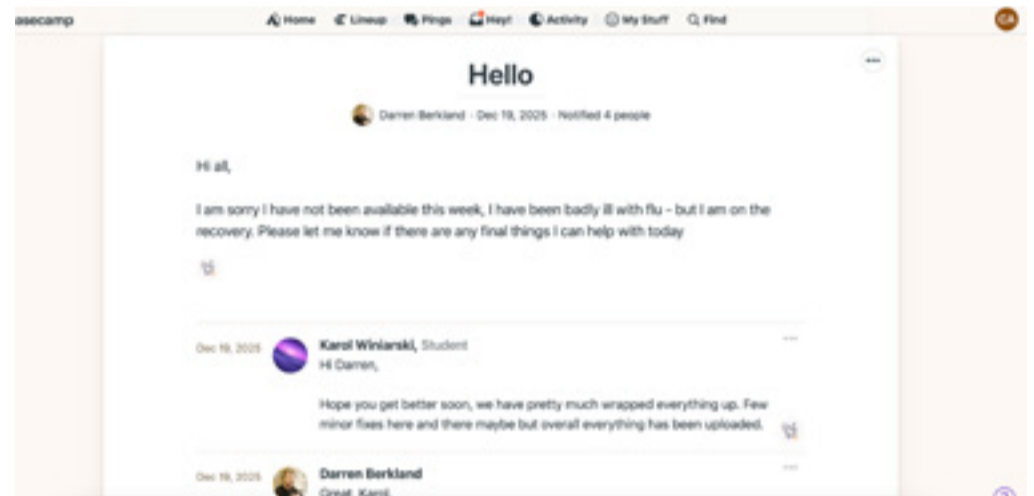 asecamp
Home Lineup Pings Hey! Activity My Stuff Find
CA
Hello
Darren Berkland · Dec 19, 2025 · Notified 4 people
Hi all,
I am sorry I have not been available this week, I have been badly ill with flu – but I am on the
recovery. Please let me know if there are any final things I can help with today
Dec 19, 2025 Karol Winiarski, Student
Hi Darren,
Hope you get better soon, we have pretty much wrapped everything up. Few
minor fixes here and there maybe but overall everything has been uploaded.
Dec 19, 2025 Darren Berkland
Great, Karol.